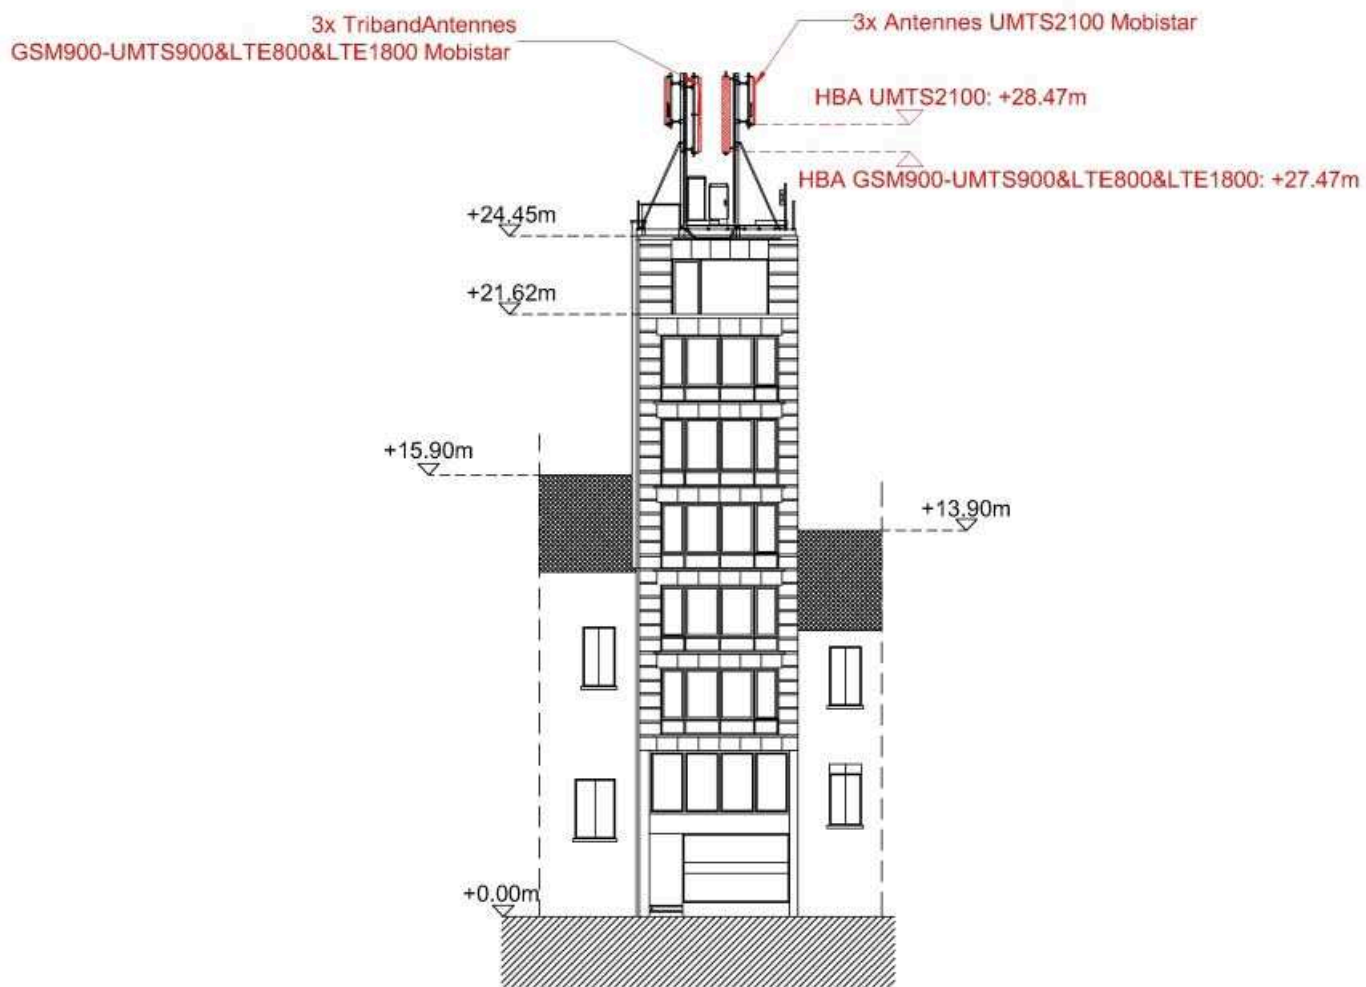 3x TribandAntennes
GSM900-UMTS900&LTE800&LTE1800 Mobistar
3x Antennes UMTS2100 Mobistar
HBA UMTS2100: +28.47m
HBA GSM900-UMTS900&LTE800&LTE1800: +27.47m
+24.45m
+21.62m
+15.90m
+13.90m
+0.00m